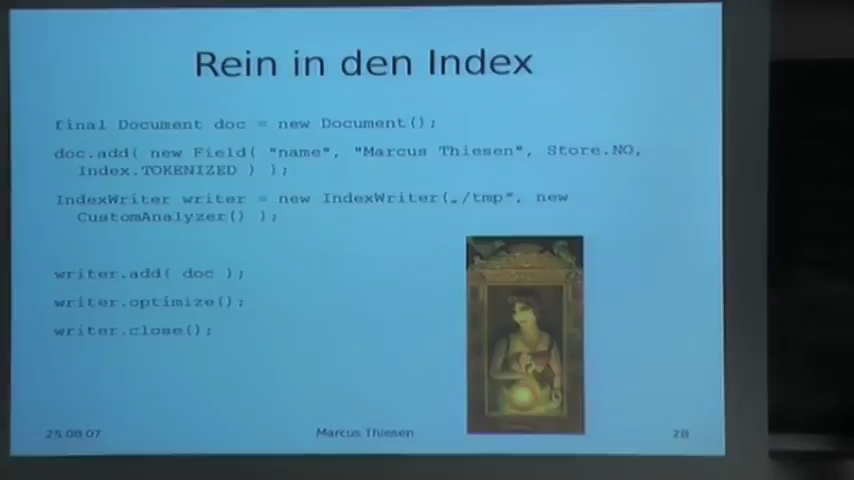 Rein in den Index
final Document doc = new Document();
doc.add( new Field( "name", "Marcus Thiesen", Store.NO,
Index.TOKENIZED ) );
IndexWriter writer = new IndexWriter(„/tmp", new
CustomAnalyzer() );
writer.add( doc );
writer.optimize();
writer.close();
25.08.07
Marcus Thiesen
28